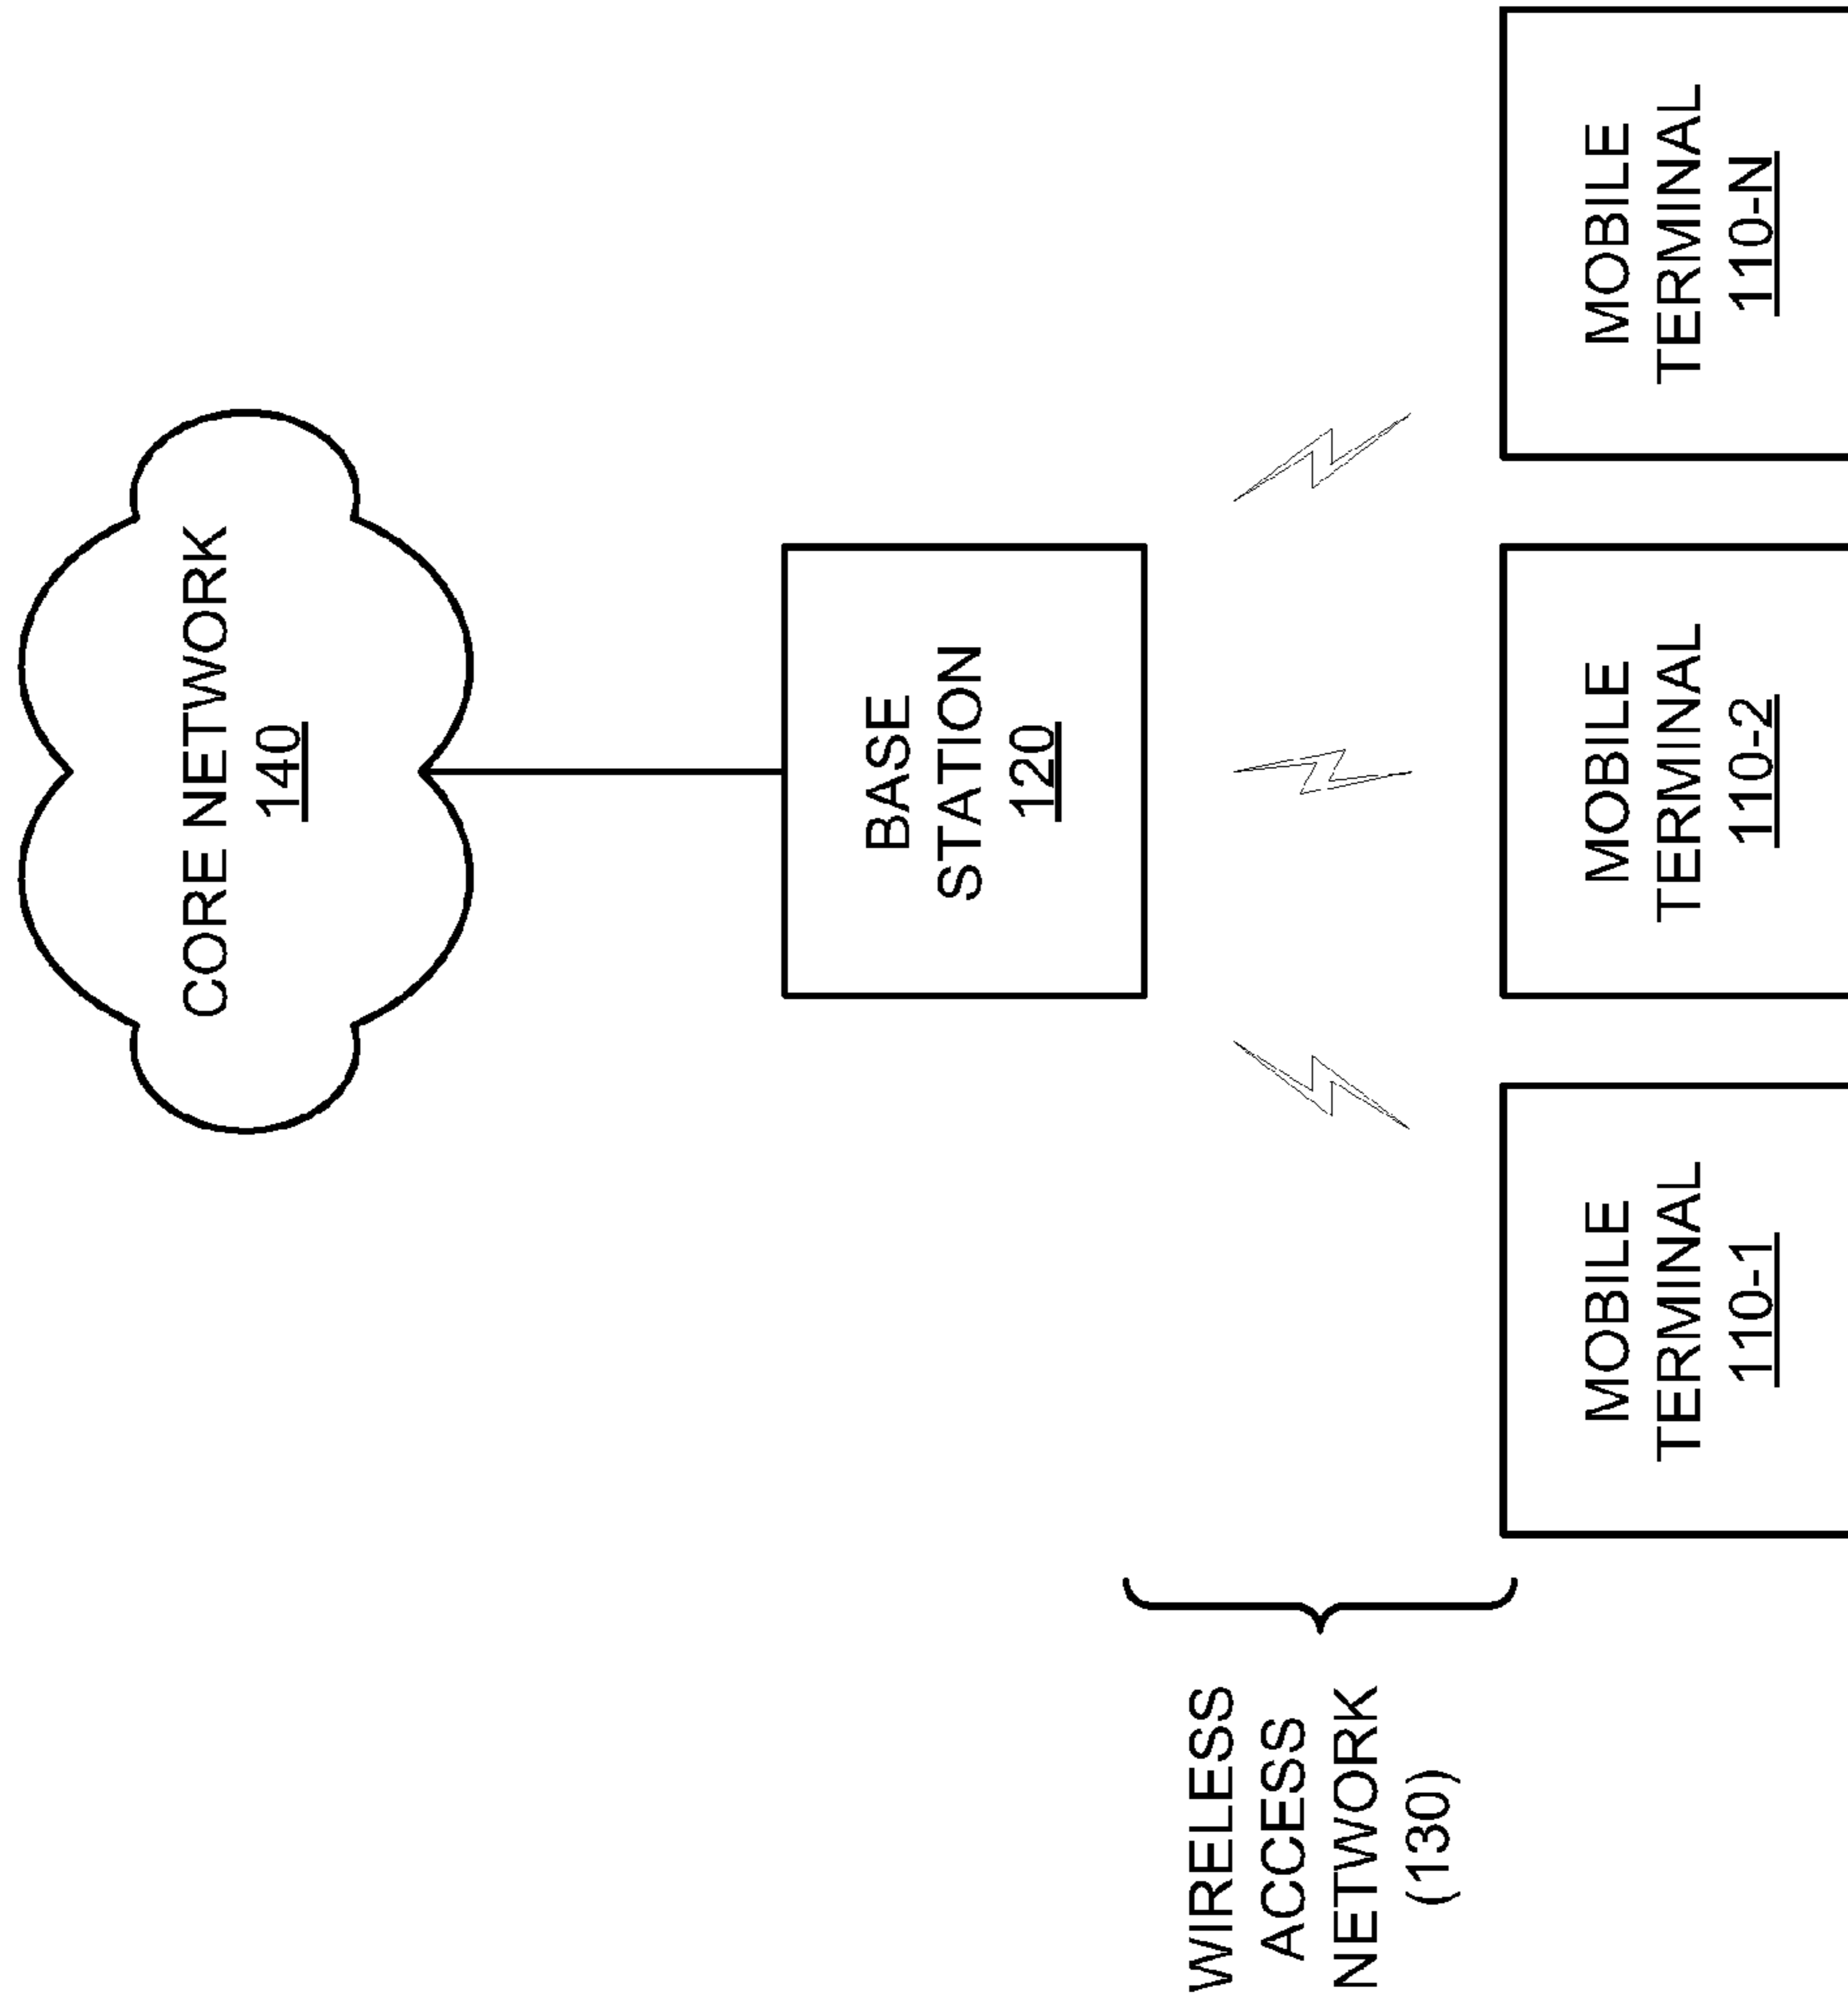 CORE NETWORK
140
BASE
STATION
120
WIRELESS
ACCESS
NETWORK
(130)
MOBILE
TERMINAL
110-1
MOBILE
TERMINAL
110-2
MOBILE
TERMINAL
110-N